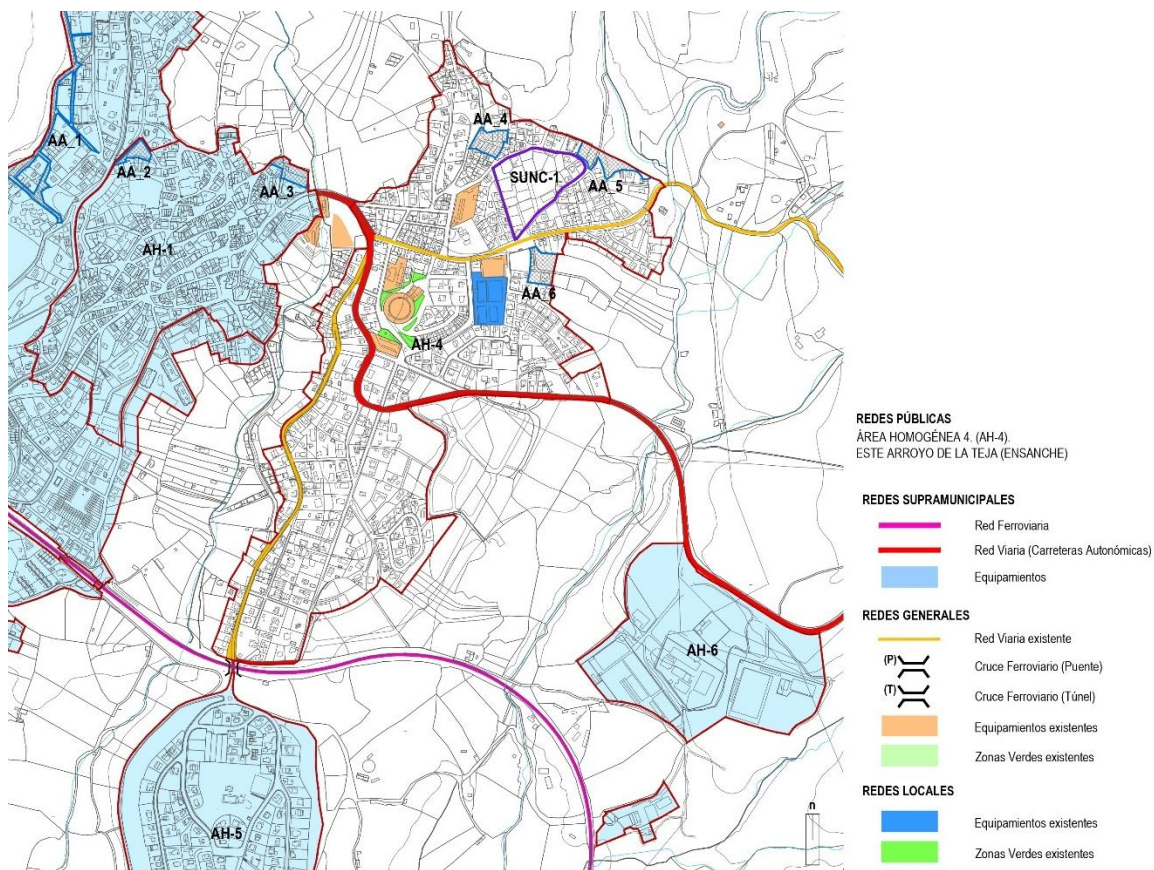 AA_1
AA_2
AA_3
AA_4
AA_5
SUNC-1
AH-1
AA_6
AH-4
AH-6
AH-5
n
REDES PÚBLICAS
ÁREA HOMOGÉNEA 4. (AH-4).
ESTE ARROYO DE LA TEJA (ENSANCHE)
REDES SUPRAMUNICIPALES
Red Ferroviaria
Red Viaria (Carreteras Autonómicas)
Equipamientos
REDES GENERALES
Red Viaria existente
(P)
Cruce Ferroviario (Puente)
(T)
Cruce Ferroviario (Túnel)
Equipamientos existentes
Zonas Verdes existentes
REDES LOCALES
Equipamientos existentes
Zonas Verdes existentes